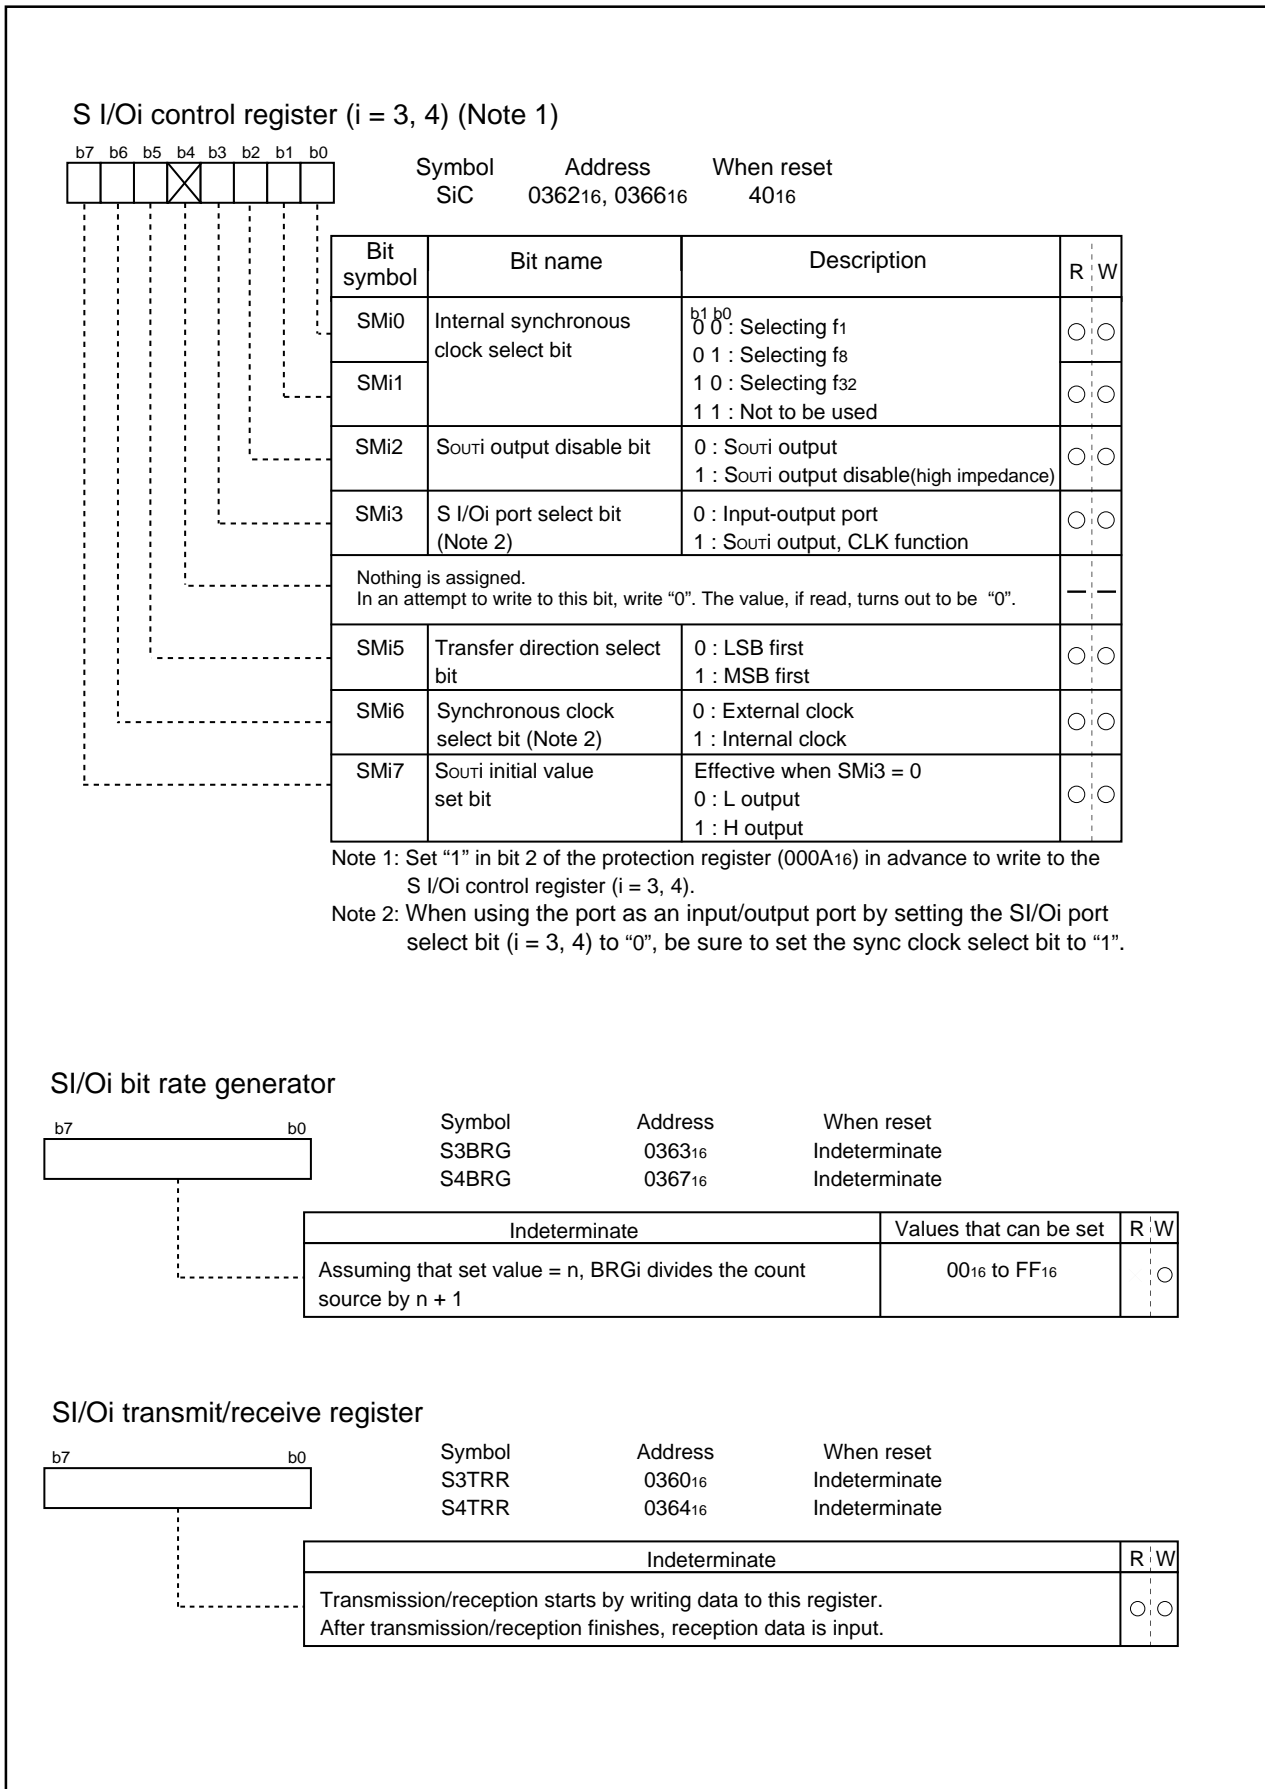 S I/Oi control register (i = 3, 4) (Note 1)
b7 b6 b5 b4 b3 b2 b1 b0
Symbol Address When reset
SiC 036216, 036616 4016
Bit symbol Bit name Description R W
SMi0 Internal synchronous clock select bit
b1 b0
0 0 : Selecting f1
0 1 : Selecting f8
SMi1
1 0 : Selecting f32
1 1 : Not to be used
SMi2 SOUTi output disable bit 0 : SOUTi output
1 : SOUTi output disable(high impedance)
SMi3 S I/Oi port select bit 0 : Input-output port
(Note 2) 1 : SOUTi output, CLK function
Nothing is assigned.
In an attempt to write to this bit, write “0”. The value, if read, turns out to be “0”.
SMi5 Transfer direction select 0 : LSB first
bit 1 : MSB first
SMi6 Synchronous clock 0 : External clock
select bit (Note 2) 1 : Internal clock
SMi7 SOUTi initial value Effective when SMi3 = 0
set bit 0 : L output
1 : H output
Note 1: Set “1” in bit 2 of the protection register (000A16) in advance to write to the
S I/Oi control register (i = 3, 4).
Note 2: When using the port as an input/output port by setting the SI/Oi port
select bit (i = 3, 4) to “0”, be sure to set the sync clock select bit to “1”.
SI/Oi bit rate generator
b7 b0
Symbol Address When reset
S3BRG 036316 Indeterminate
S4BRG 036716 Indeterminate
Indeterminate Values that can be set R W
Assuming that set value = n, BRGi divides the count 0016 to FF16
source by n + 1
SI/Oi transmit/receive register
b7 b0
Symbol Address When reset
S3TRR 036016 Indeterminate
S4TRR 036416 Indeterminate
Indeterminate R W
Transmission/reception starts by writing data to this register.
After transmission/reception finishes, reception data is input.